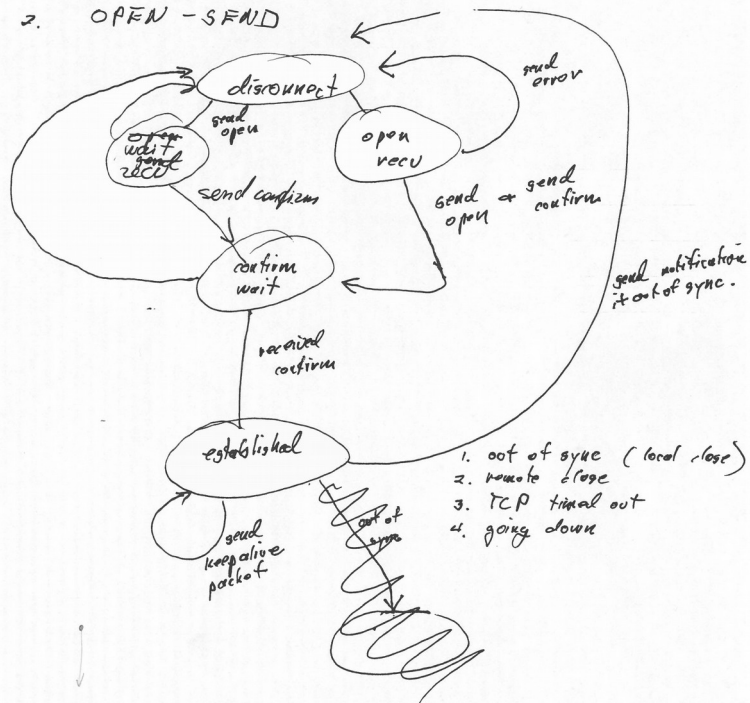 2. OPEN - SEND
disconnect
send
error
send
open
open
wait
send
recv
open
recv
send confirm
send
open or send
confirm
confirm
wait
send notification
if out of sync.
received
confirm
established
1. out of sync (local close)
2. remote close
3. TCP timed out
4. going down
out of
sync
send
keepalive
packet